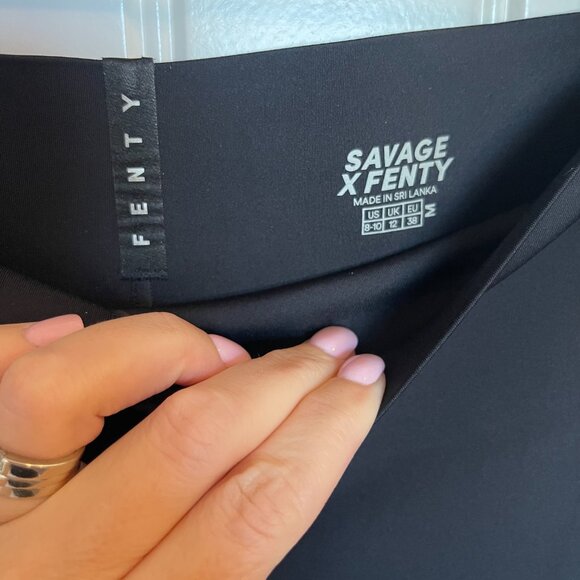 FENTY
SAVAGE
X FENTY
MADE IN SRI LANKA
US UK EU
8-10 12 38
M